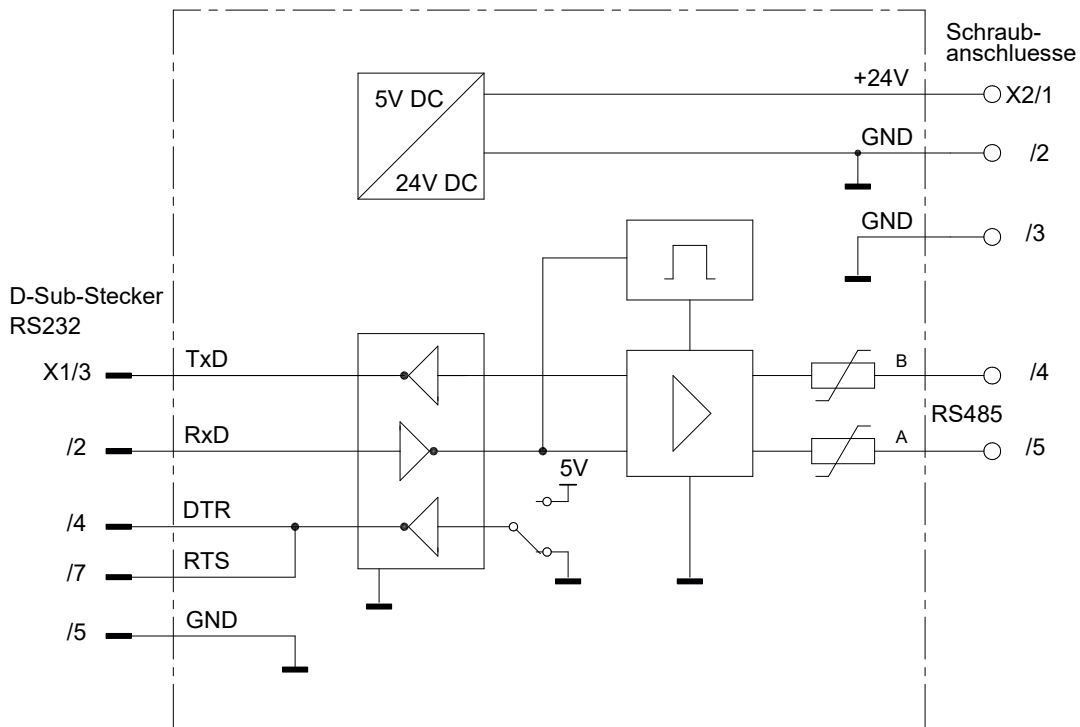 Schraub-
anschluesse
+24V
X2/1
5V DC
24V DC
GND
/2
GND
/3
D-Sub-Stecker
RS232
X1/3
TxD
B
/4
RS485
/2
RxD
A
/5
5V
/4
DTR
/7
RTS
/5
GND